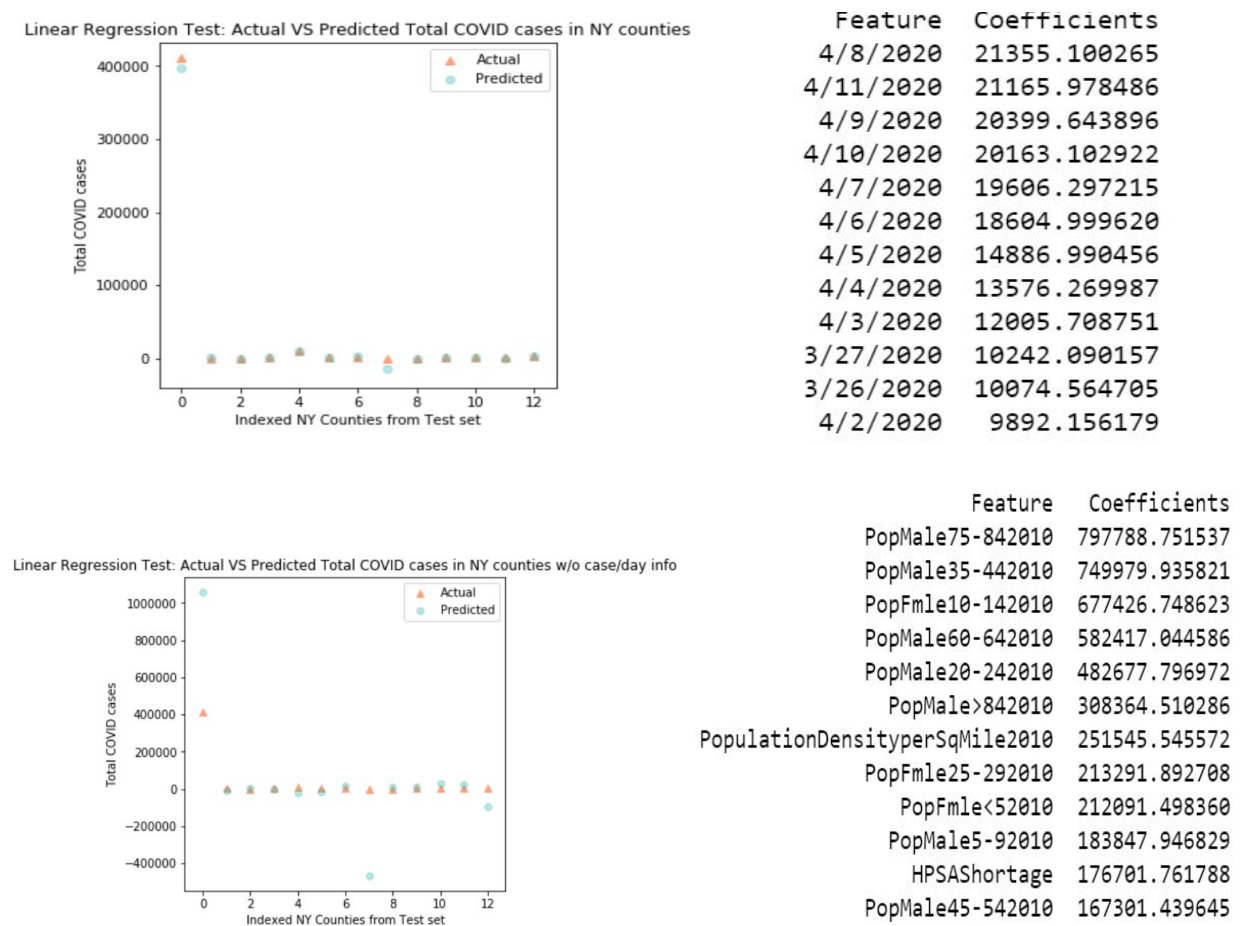 Linear Regression Test: Actual VS Predicted Total COVID cases in NY counties
Actual
Predicted
400000
300000
200000
100000
0
Total COVID cases
0 2 4 6 8 10 12
Indexed NY Counties from Test set
Feature Coefficients
4/8/2020 21355.100265
4/11/2020 21165.978486
4/9/2020 20399.643896
4/10/2020 20163.102922
4/7/2020 19606.297215
4/6/2020 18604.999620
4/5/2020 14886.990456
4/4/2020 13576.269987
4/3/2020 12005.708751
3/27/2020 10242.090157
3/26/2020 10074.564705
4/2/2020 9892.156179
Linear Regression Test: Actual VS Predicted Total COVID cases in NY counties w/o case/day info
Actual
Predicted
1000000
800000
600000
400000
200000
0
−200000
−400000
Total COVID cases
0 2 4 6 8 10 12
Indexed NY Counties from Test set
Feature Coefficients
PopMale75-842010 797788.751537
PopMale35-442010 749979.935821
PopFmle10-142010 677426.748623
PopMale60-642010 582417.044586
PopMale20-242010 482677.796972
PopMale>842010 308364.510286
PopulationDensityperSqMile2010 251545.545572
PopFmle25-292010 213291.892708
PopFmle<52010 212091.498360
PopMale5-92010 183847.946829
HPSAShortage 176701.761788
PopMale45-542010 167301.439645